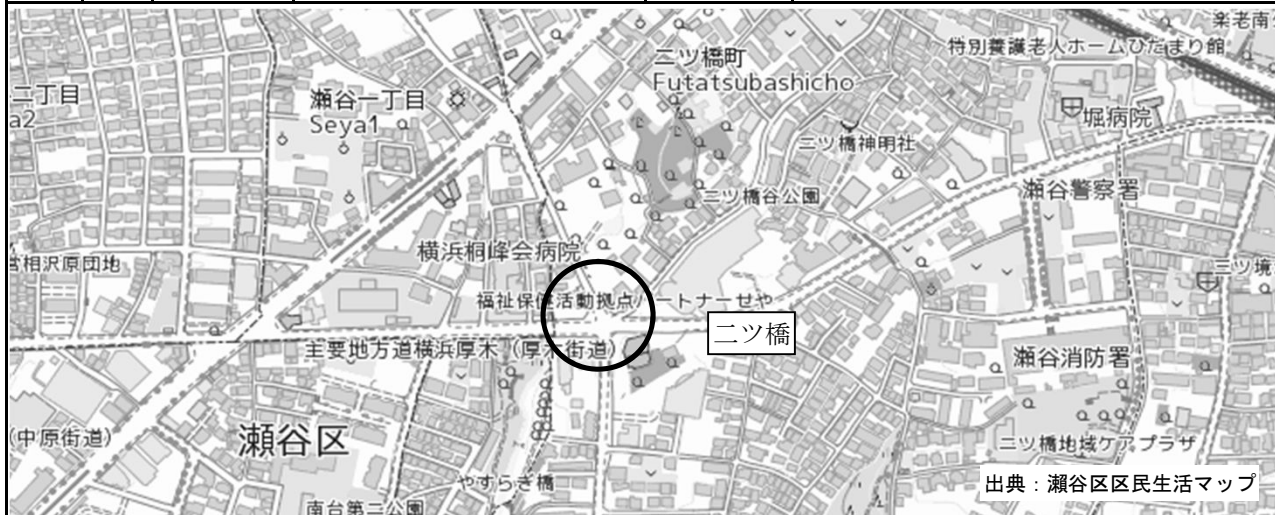 楽老南
特別養護老人ホームひだまり館
二ツ橋町
Futatsubashicho
二丁目
a2
瀬谷一丁目
Seya1
堀病院
二ツ橋神明社
瀬谷警察署
二ツ橋谷公園
横浜桐峰会病院
営相沢原団地
三ツ境
福祉保健活動拠点パートナーせや
二ツ橋
主要地方道横浜厚木(厚木街道)
瀬谷消防署
(中原街道)
瀬谷区
二ツ橋地域ケアプラザ
やすらぎ橋
出典：瀬谷区区民生活マップ
南台第二公園